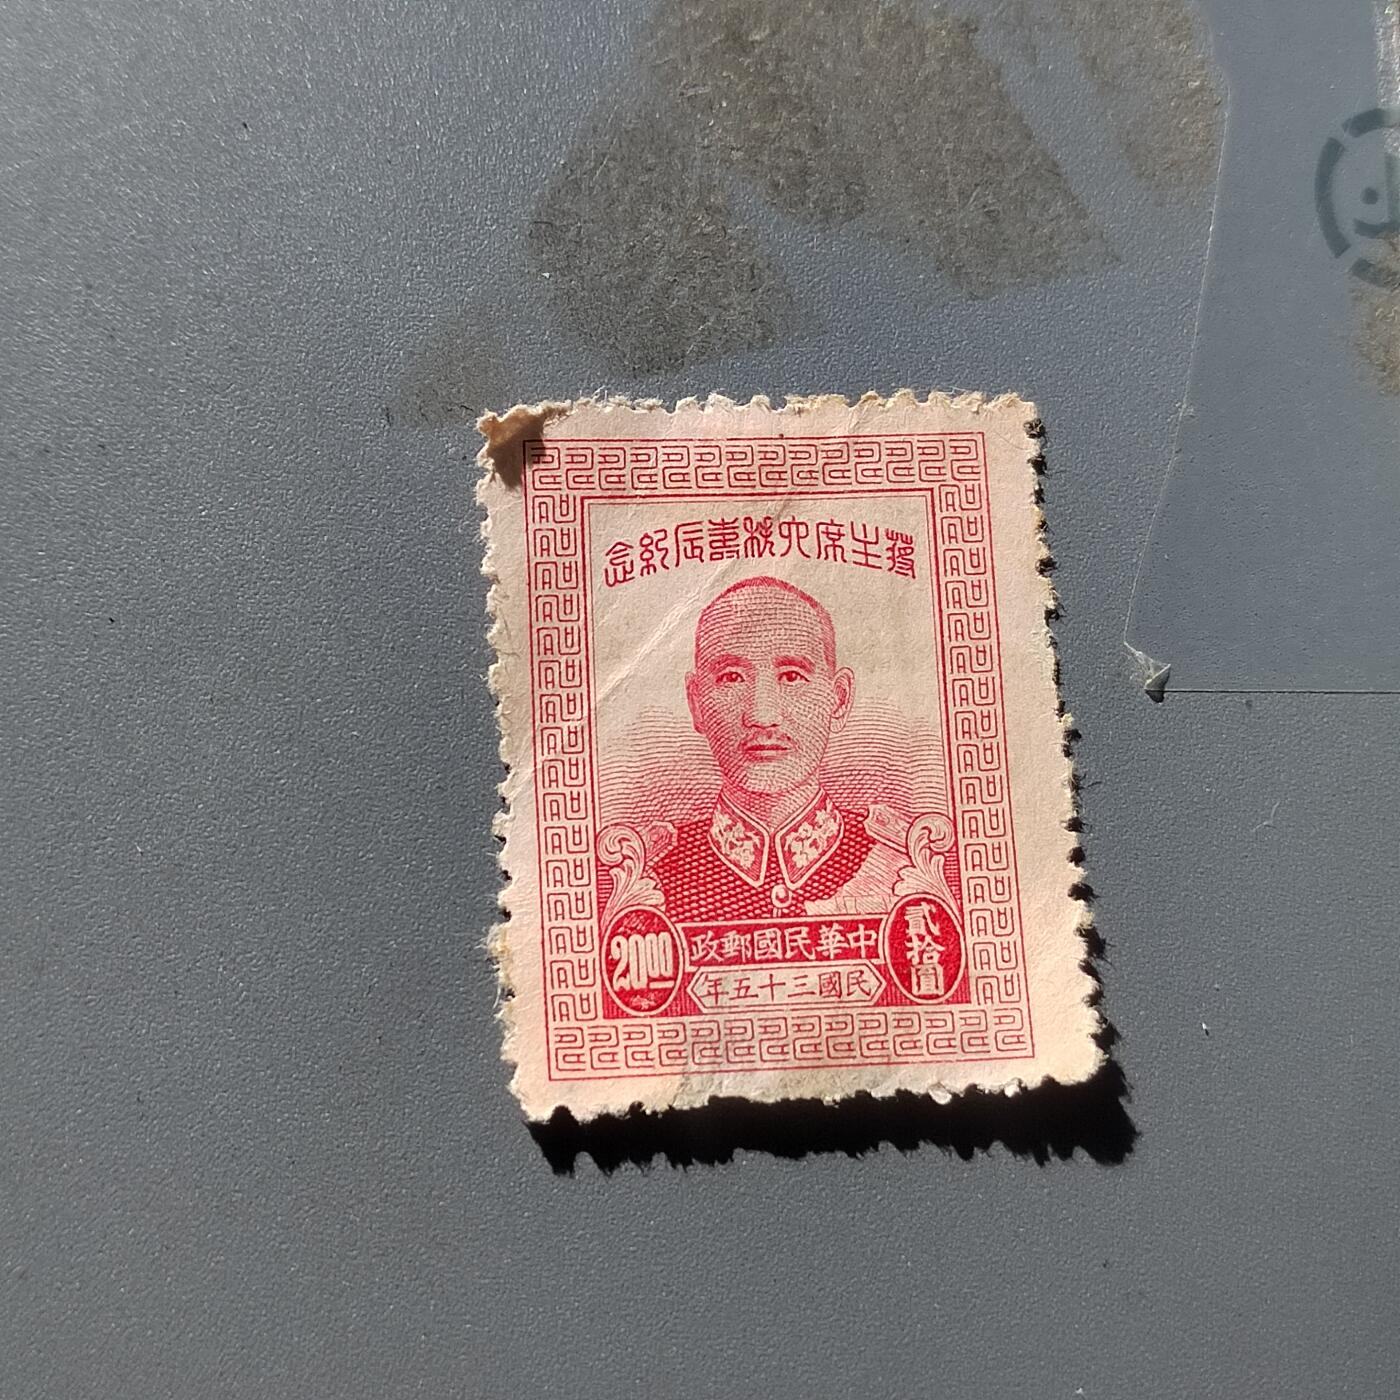 蔣主席六秩壽辰紀念
中華民國郵政
民國三十五年
20.00
貳拾圓